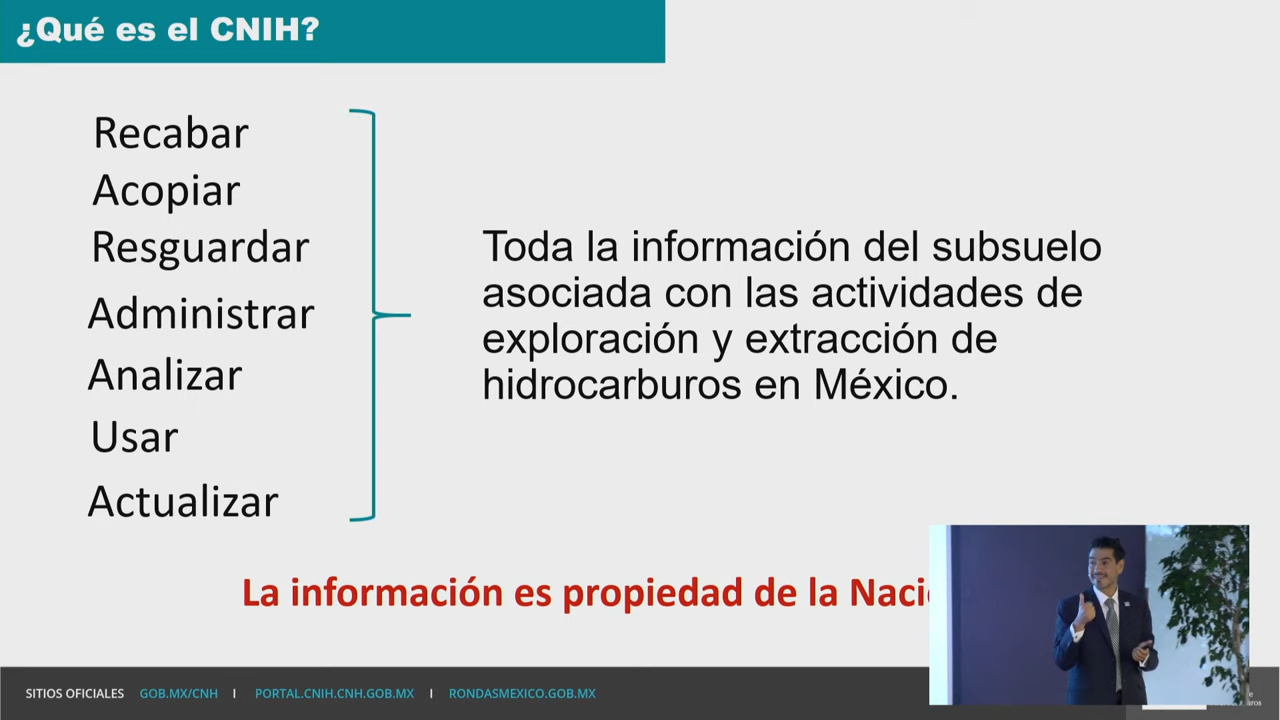 ¿Qué es el CNIH?
Recabar
Acopiar
Resguardar
Administrar
Analizar
Usar
Actualizar
Toda la información del subsuelo
asociada con las actividades de
exploración y extracción de
hidrocarburos en México.
La información es propiedad de la
SITIOS OFICIALES GOB.MX/CNH I PORTAL.CNIH.CNH.GOB.MX I RONDASMEXICO.GOB.MX